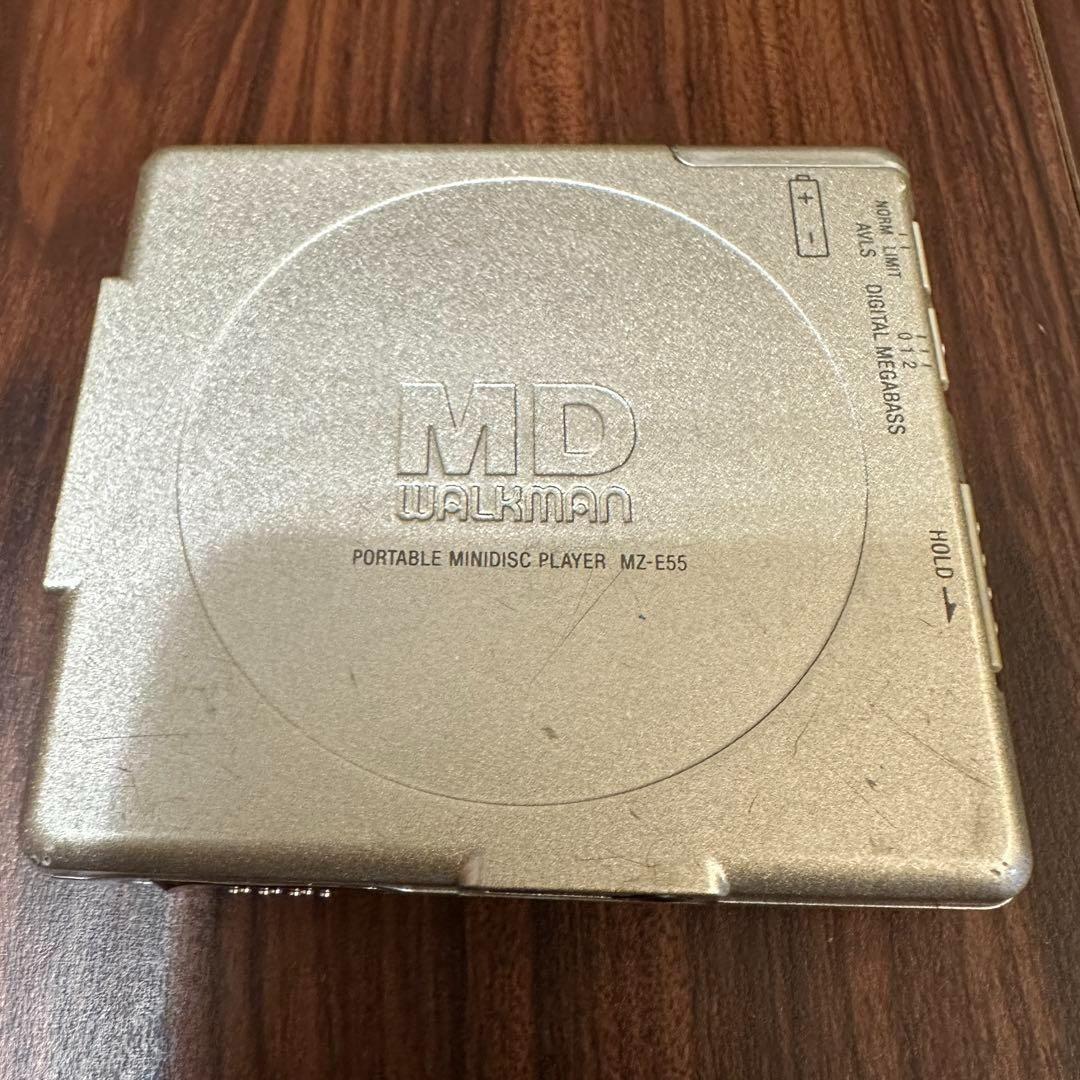 MD
WALKMAN
PORTABLE MINIDISC PLAYER MZ-E55
+ -
NORM LIMIT
AVLS
0 1 2
DIGITAL MEGABASS
HOLD